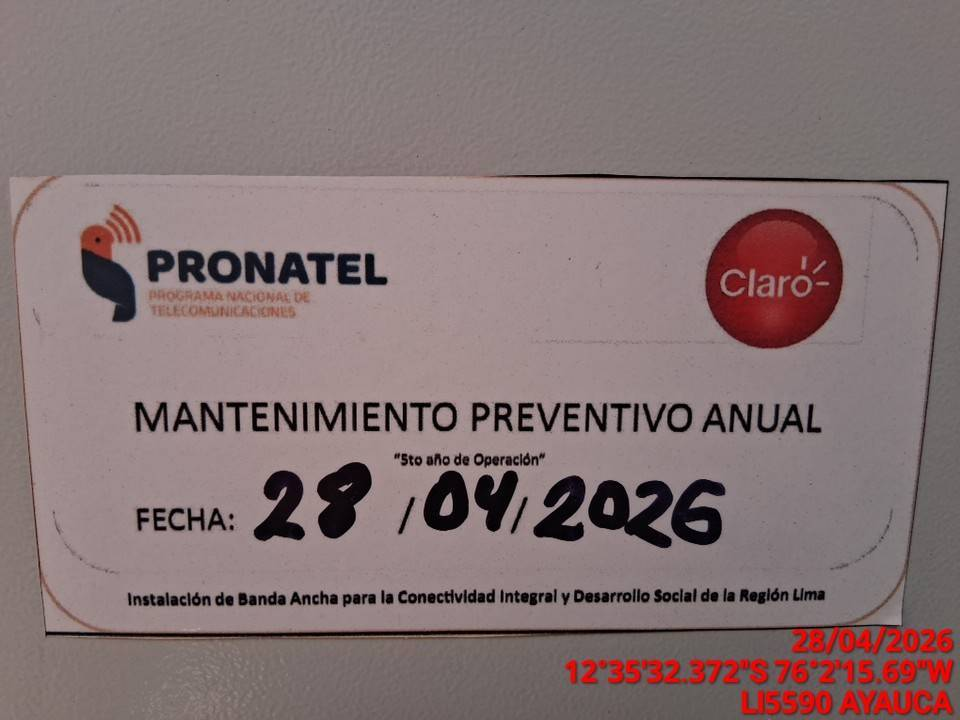 PRONATEL
PROGRAMA NACIONAL DE
TELECOMUNICACIONES
Claro
MANTENIMIENTO PREVENTIVO ANUAL
"5to año de Operación"
FECHA: 28/04/2026
Instalación de Banda Ancha para la Conectividad Integral y Desarrollo Social de la Región Lima
28/04/2026
12°35'32.372"S 76°2'15.69"W
LI5590 AYAUCA